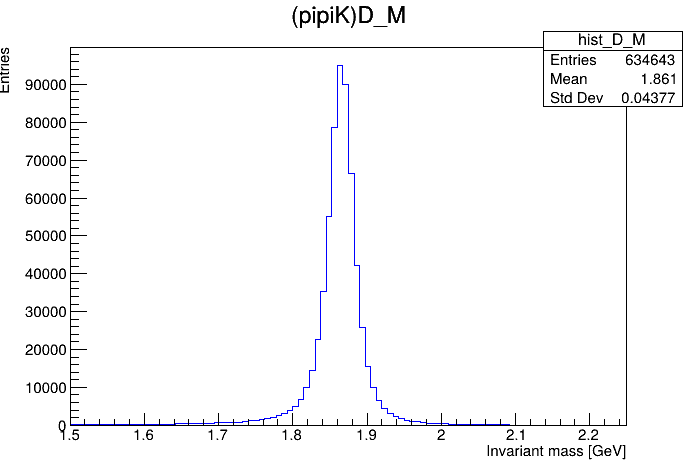 (pipiK)D_M
hist_D_M
Entries 634643
Mean 1.861
Std Dev 0.04377
Entries
90000
80000
70000
60000
50000
40000
30000
20000
10000
0
1.5 1.6 1.7 1.8 1.9 2 2.1 2.2
Invariant mass [GeV]